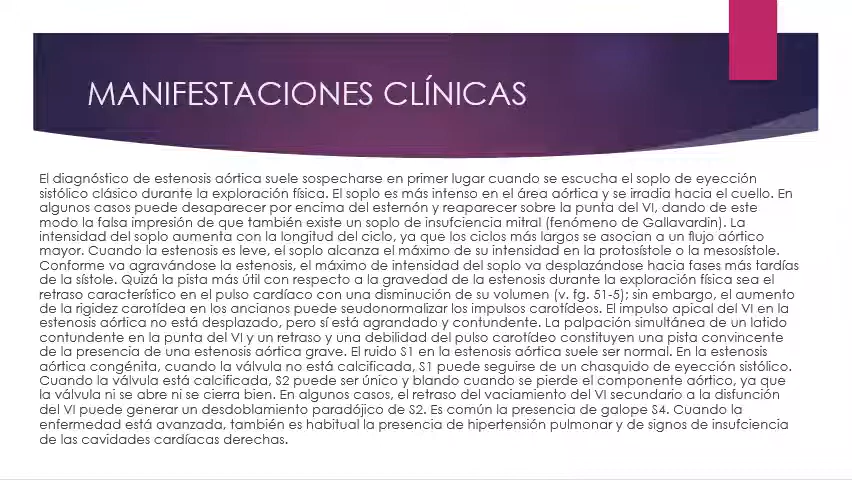 MANIFESTACIONES CLÍNICAS
El diagnóstico de estenosis aórtica suele sospecharse en primer lugar cuando se escucha el soplo de eyección
sistólico clásico durante la exploración física. El soplo es más intenso en el área aórtica y se irradia hacia el cuello. En
algunos casos puede desaparecer por encima del esternón y reaparecer sobre la punta del VI, dando de este
modo la falsa impresión de que también existe un soplo de insufciencia mitral (fenómeno de Gallavardin). La
intensidad del soplo aumenta con la longitud del ciclo, ya que los ciclos más largos se asocian a un flujo aórtico
mayor. Cuando la estenosis es leve, el soplo alcanza el máximo de su intensidad en la protosístole o la mesosístole.
Conforme va agravándose la estenosis, el máximo de intensidad del soplo va desplazándose hacia fases más tardías
de la sístole. Quizá la pista más útil con respecto a la gravedad de la estenosis durante la exploración física sea el
retraso característico en el pulso cardíaco con una disminución de su volumen (v. fg. 51-5); sin embargo, el aumento
de la rigidez carotídea en los ancianos puede seudonormalizar los impulsos carotídeos. El impulso apical del VI en la
estenosis aórtica no está desplazado, pero sí está agrandado y contundente. La palpación simultánea de un latido
contundente en la punta del VI y un retraso y una debilidad del pulso carotídeo constituyen una pista convincente
de la presencia de una estenosis aórtica grave. El ruido S1 en la estenosis aórtica suele ser normal. En la estenosis
aórtica congénita, cuando la válvula no está calcificada, S1 puede seguirse de un chasquido de eyección sistólico.
Cuando la válvula está calcificada, S2 puede ser único y blando cuando se pierde el componente aórtico, ya que
la válvula ni se abre ni se cierra bien. En algunos casos, el retraso del vaciamiento del VI secundario a la disfunción
del VI puede generar un desdoblamiento paradójico de S2. Es común la presencia de galope S4. Cuando la
enfermedad está avanzada, también es habitual la presencia de hipertensión pulmonar y de signos de insufciencia
de las cavidades cardíacas derechas.